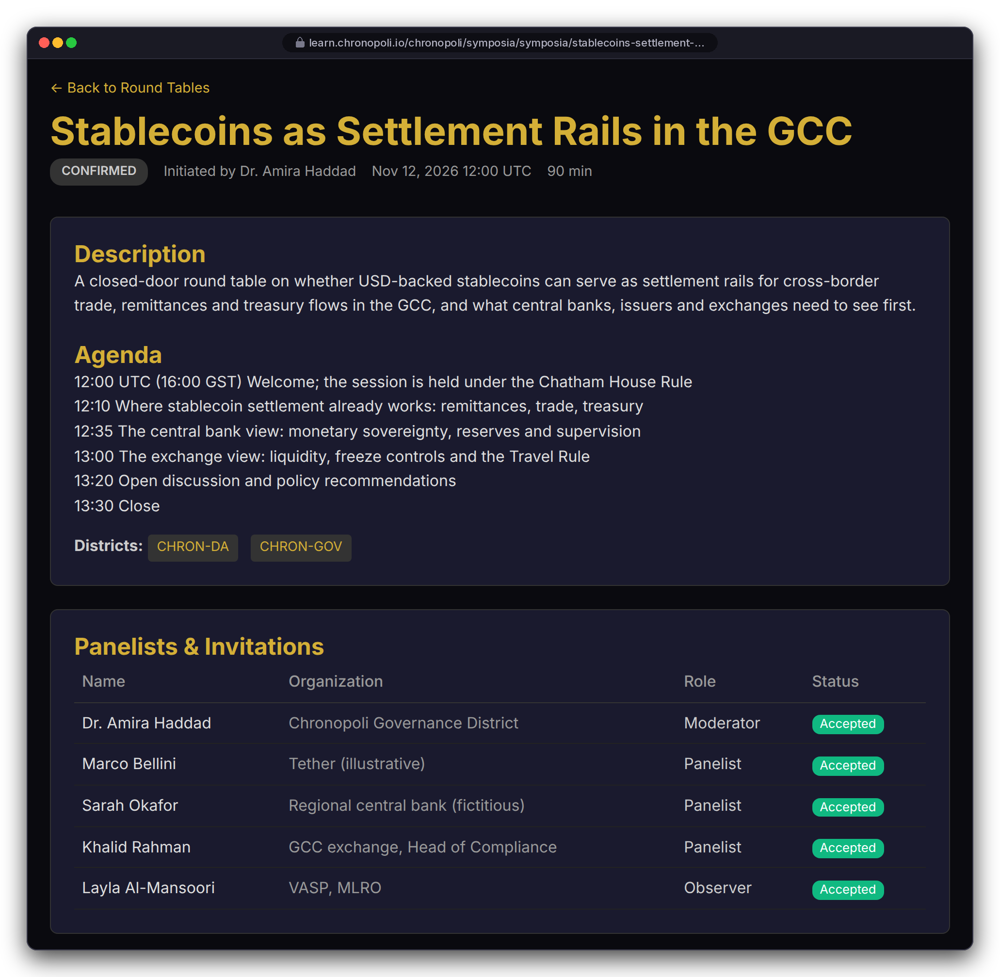 learn.chronopoli.io/chronopoli/symposia/symposia/stablecoins-settlement-...
← Back to Round Tables
Stablecoins as Settlement Rails in the GCC
CONFIRMED Initiated by Dr. Amira Haddad Nov 12, 2026 12:00 UTC 90 min
Description
A closed-door round table on whether USD-backed stablecoins can serve as settlement rails for cross-border
trade, remittances and treasury flows in the GCC, and what central banks, issuers and exchanges need to see first.
Agenda
12:00 UTC (16:00 GST) Welcome; the session is held under the Chatham House Rule
12:10 Where stablecoin settlement already works: remittances, trade, treasury
12:35 The central bank view: monetary sovereignty, reserves and supervision
13:00 The exchange view: liquidity, freeze controls and the Travel Rule
13:20 Open discussion and policy recommendations
13:30 Close
Districts: CHRON-DA CHRON-GOV
Panelists & Invitations
Name Organization Role Status
Dr. Amira Haddad Chronopoli Governance District Moderator Accepted
Marco Bellini Tether (illustrative) Panelist Accepted
Sarah Okafor Regional central bank (fictitious) Panelist Accepted
Khalid Rahman GCC exchange, Head of Compliance Panelist Accepted
Layla Al-Mansoori VASP, MLRO Observer Accepted